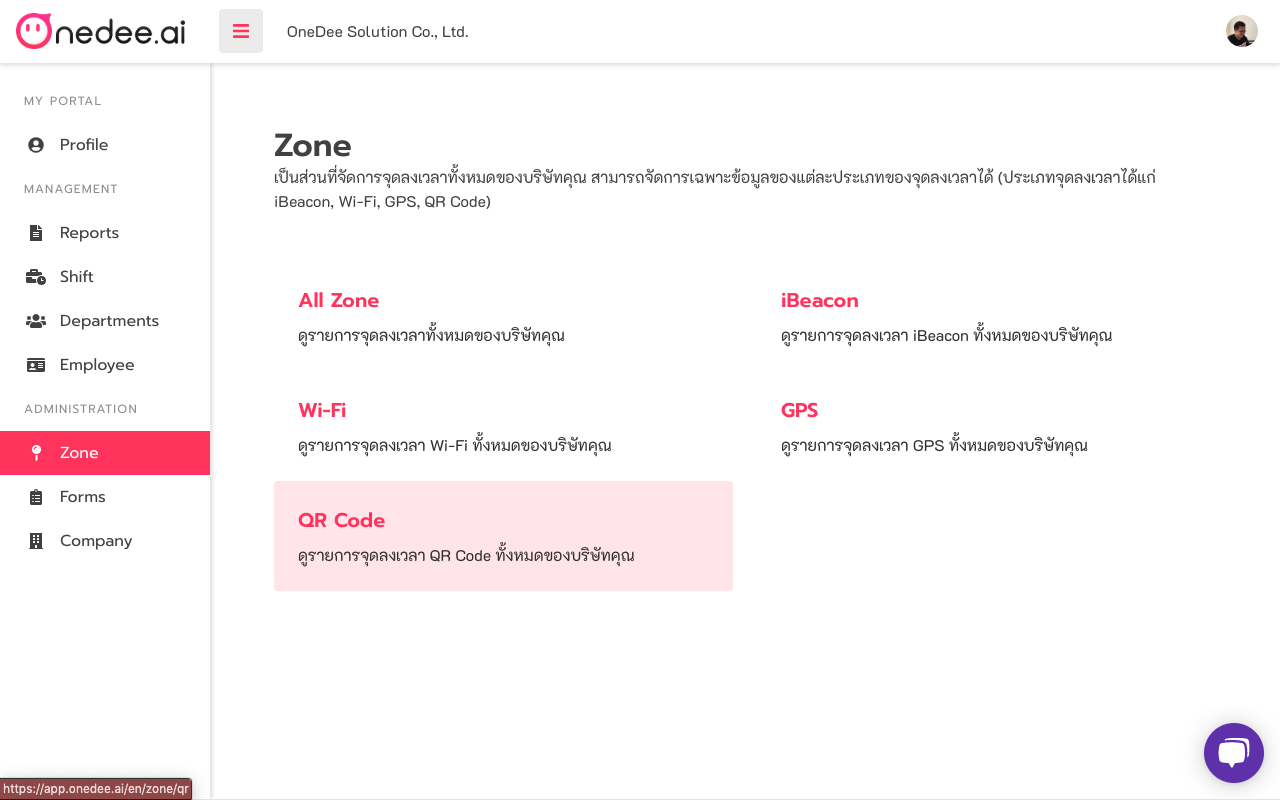 Onedee.ai
OneDee Solution Co., Ltd.
MY PORTAL
Profile
MANAGEMENT
Reports
Shift
Departments
Employee
ADMINISTRATION
Zone
Forms
Company
Zone
เป็นส่วนที่จัดการจุดลงเวลาทั้งหมดของบริษัทคุณ สามารถจัดการเฉพาะข้อมูลของแต่ละประเภทของจุดลงเวลาได้ (ประเภทจุดลงเวลาได้แก่
iBeacon, Wi-Fi, GPS, QR Code)
All Zone
ดูรายการจุดลงเวลาทั้งหมดของบริษัทคุณ
iBeacon
ดูรายการจุดลงเวลา iBeacon ทั้งหมดของบริษัทคุณ
Wi-Fi
ดูรายการจุดลงเวลา Wi-Fi ทั้งหมดของบริษัทคุณ
GPS
ดูรายการจุดลงเวลา GPS ทั้งหมดของบริษัทคุณ
QR Code
ดูรายการจุดลงเวลา QR Code ทั้งหมดของบริษัทคุณ
https://app.onedee.ai/en/zone/qr